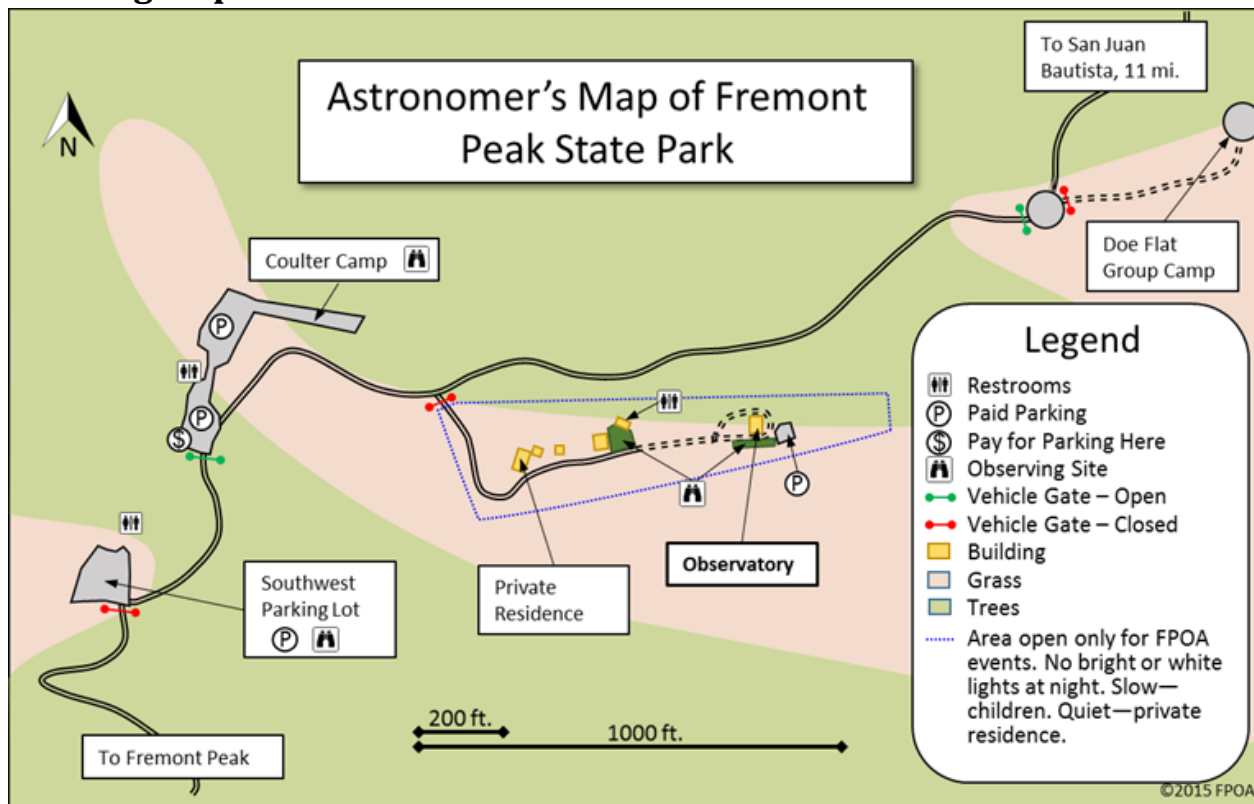 To San Juan
Bautista, 11 mi.
Astronomer's Map of Fremont
Peak State Park
N
Coulter Camp
Doe Flat
Group Camp
P
P
$
P
Legend
Restrooms
P Paid Parking
$ Pay for Parking Here
Observing Site
Vehicle Gate – Open
Vehicle Gate – Closed
Building
Grass
Trees
Area open only for FPOA
events. No bright or white
lights at night. Slow—
children. Quiet—private
residence.
Observatory
Private
Residence
Southwest
Parking Lot
P
200 ft.
1000 ft.
To Fremont Peak
©2015 FPOA